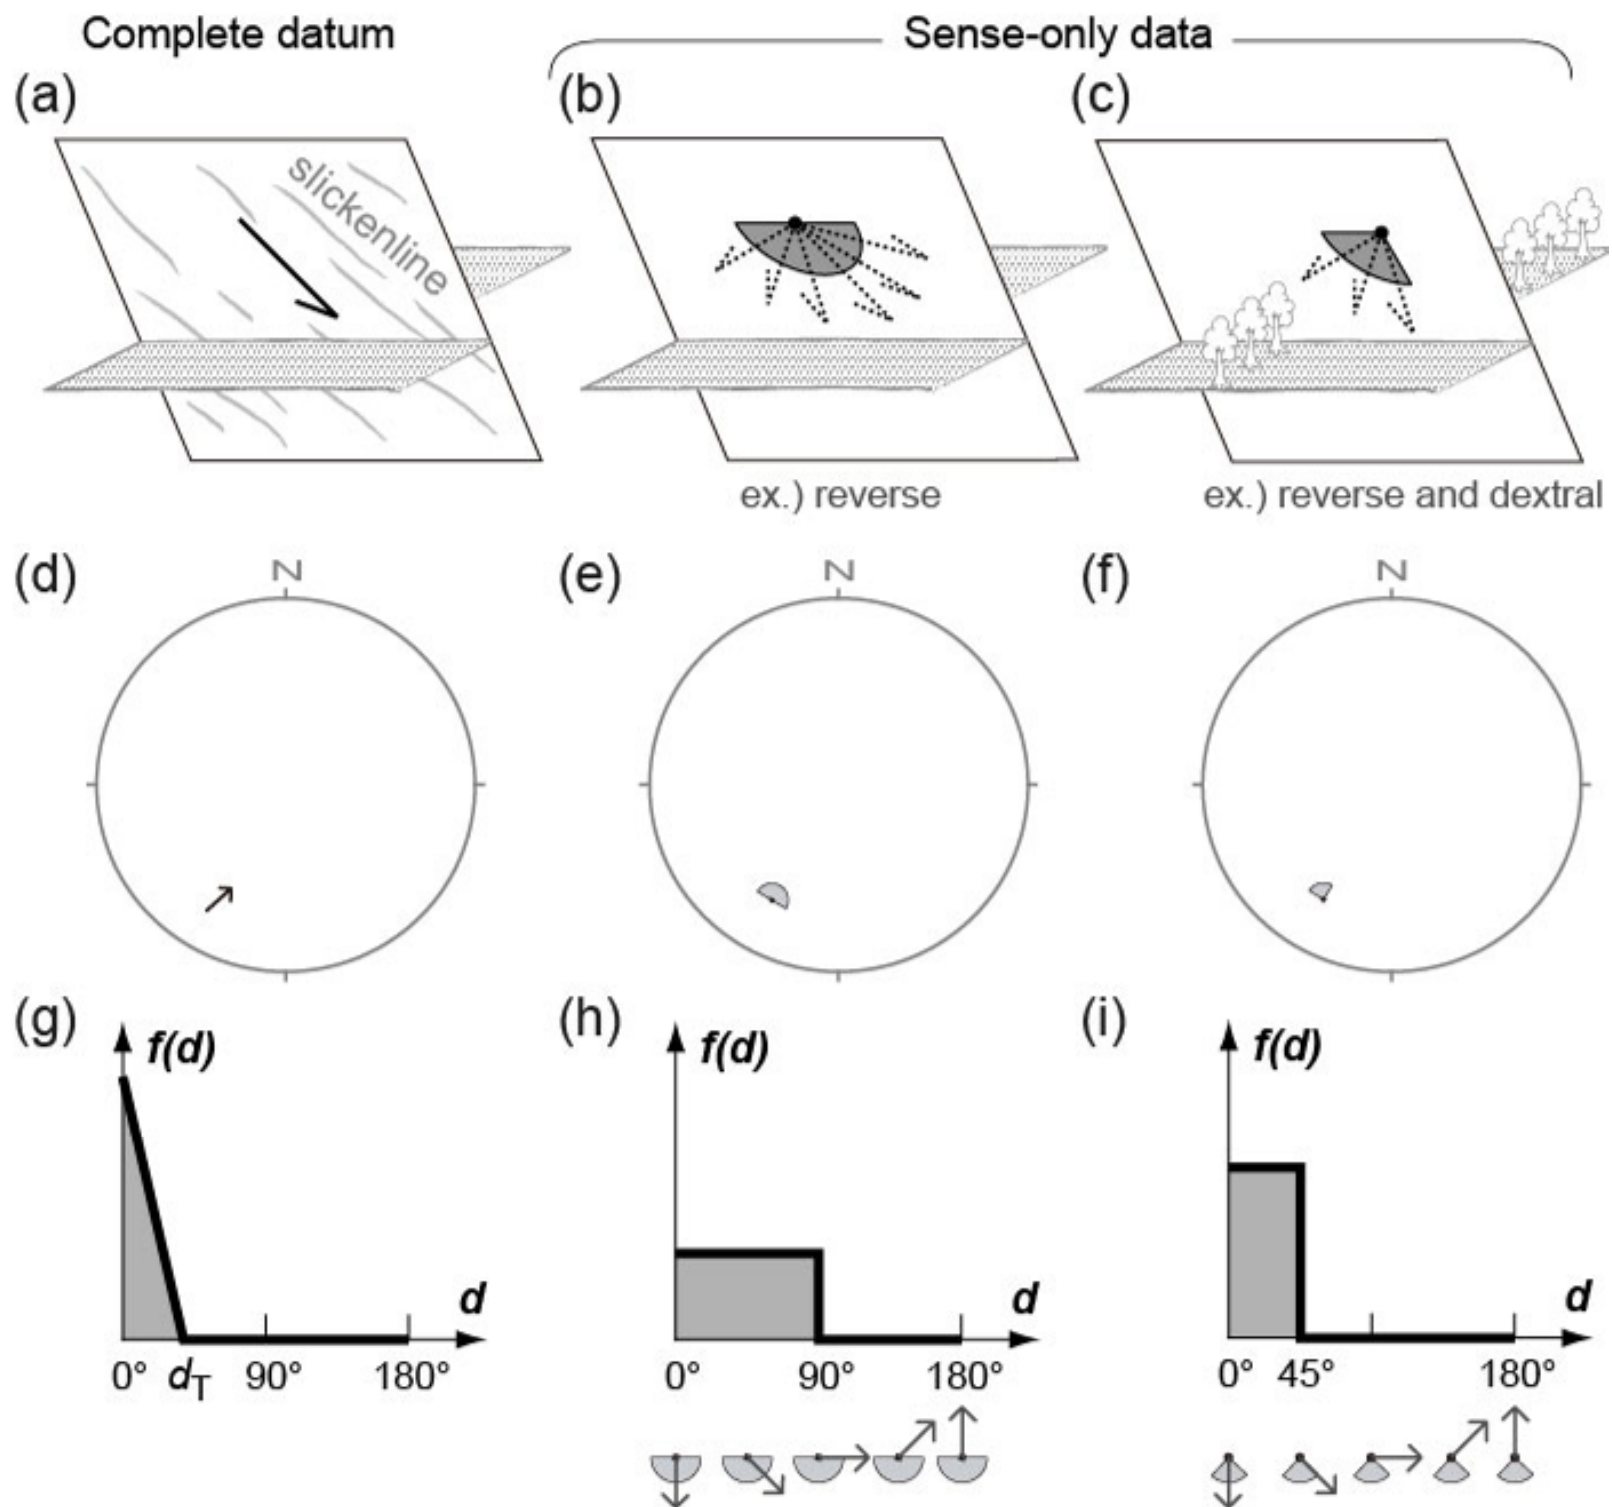 Complete datum
Sense-only data
(a)
(b)
(c)
slickenline
ex.) reverse
ex.) reverse and dextral
(d)
(e)
(f)
N
N
N
(g)
(h)
(i)
f(d)
f(d)
f(d)
d
d
d
0° dT 90° 180°
0° 90° 180°
0° 45° 180°